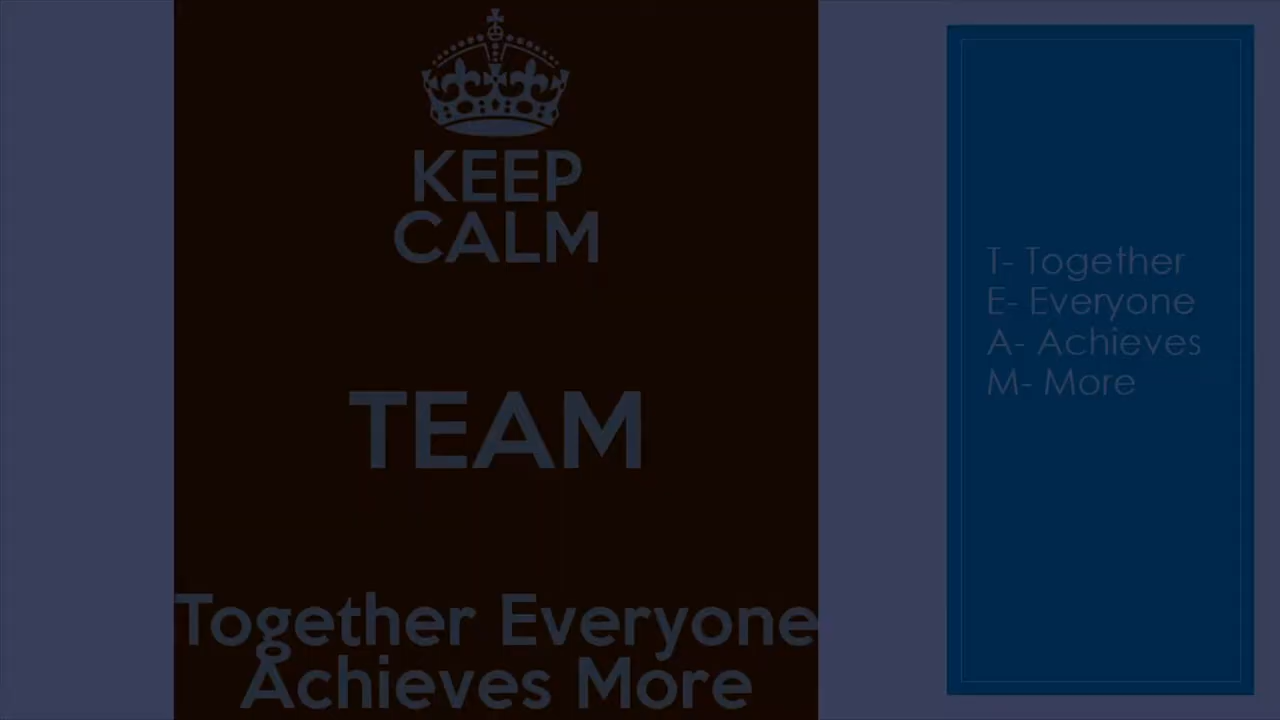 KEEP
CALM
TEAM
Together Everyone
Achieves More
T- Together
E- Everyone
A- Achieves
M- More